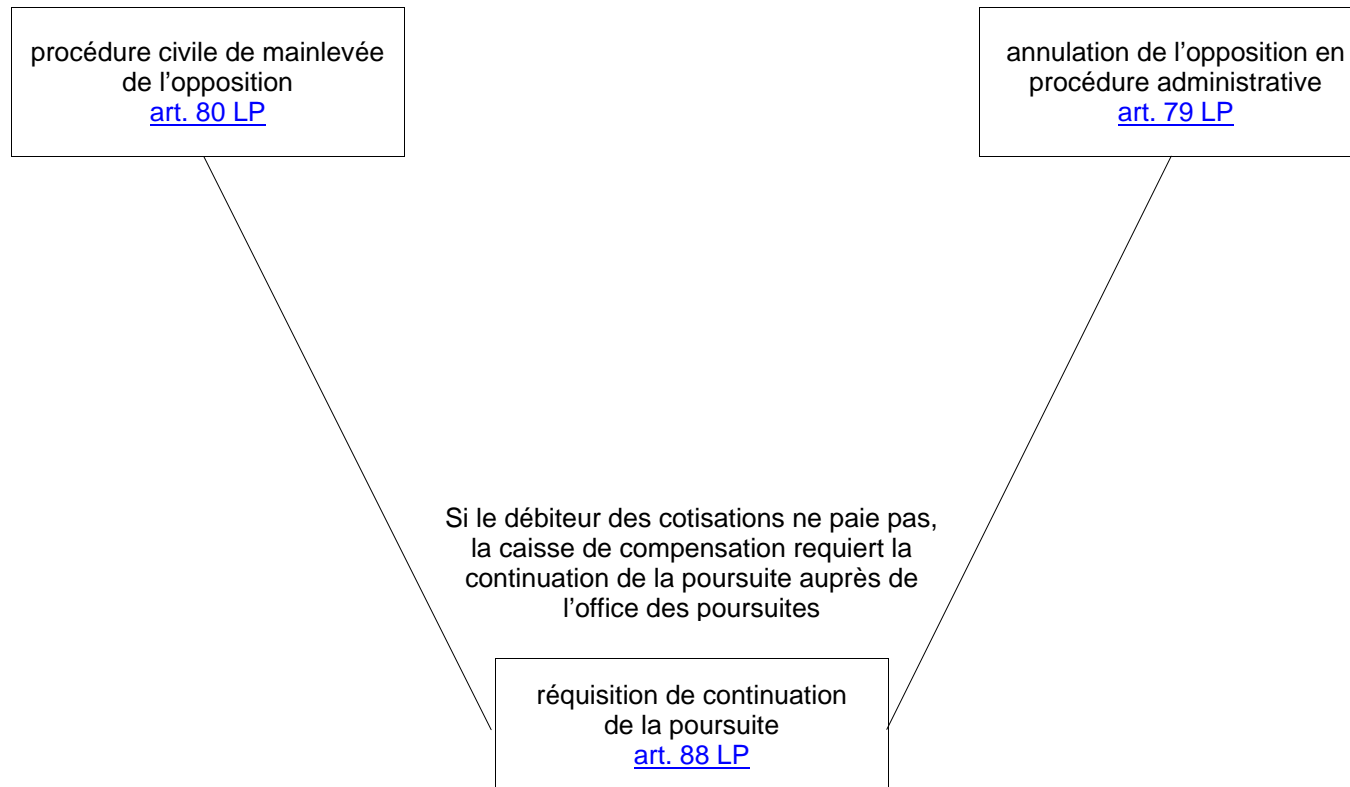 procédure civile de mainlevée
de l’opposition
art. 80 LP
annulation de l’opposition en
procédure administrative
art. 79 LP
Si le débiteur des cotisations ne paie pas,
la caisse de compensation requiert la
continuation de la poursuite auprès de
l’office des poursuites
réquisition de continuation
de la poursuite
art. 88 LP